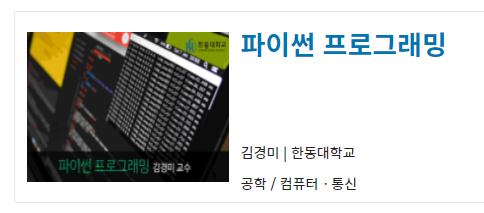 파이썬 프로그래밍
한동대학교
파이썬 프로그래밍 김경미 교수
김경미 | 한동대학교
공학 / 컴퓨터ㆍ통신